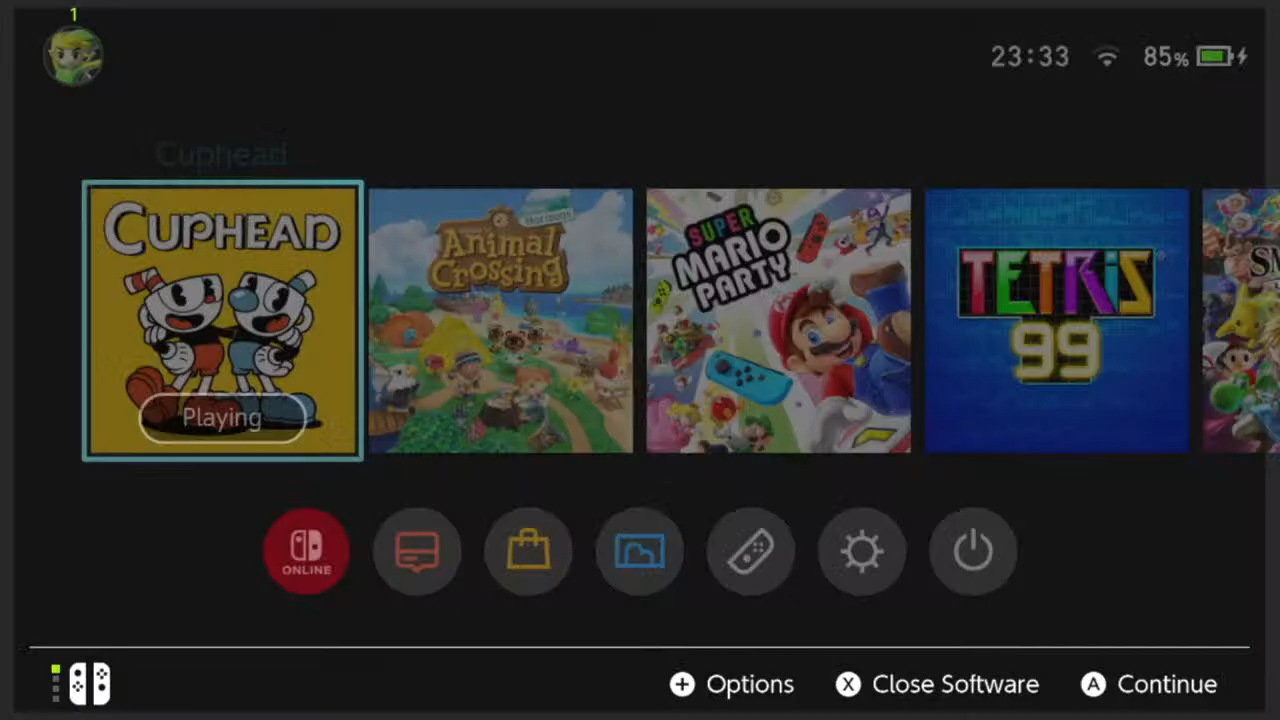 1
23:33 85%
Cuphead
CUPHEAD
Playing
Horizons
Animal
Crossing
SUPER
MARIO
PARTY
TETRIS
99
ONLINE
+ Options X Close Software A Continue